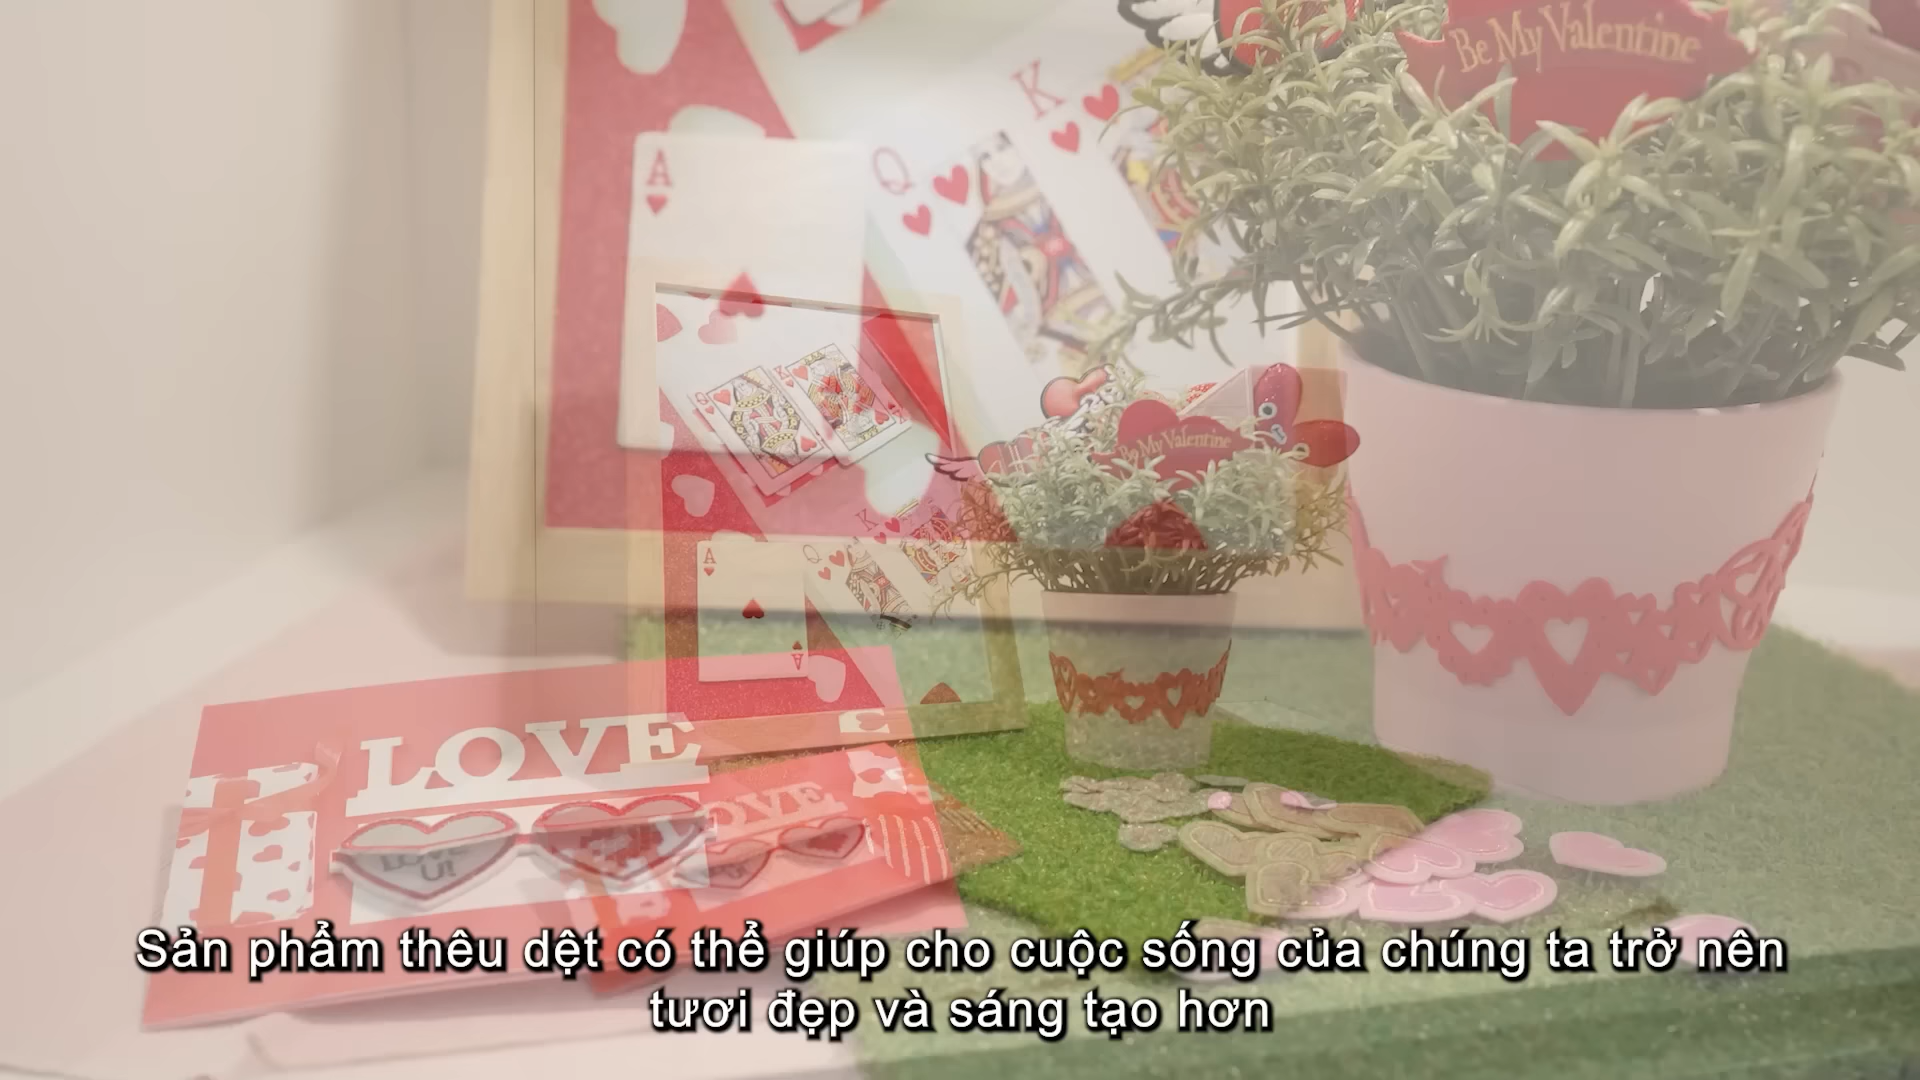 Be My Valentine
K
A
Q
Q
K
Be My Valentine
K
A
Q
A
LOVE
LOVE
LOVE
U!
Sản phẩm thêu dệt có thể giúp cho cuộc sống của chúng ta trở nên
tươi đẹp và sáng tạo hơn